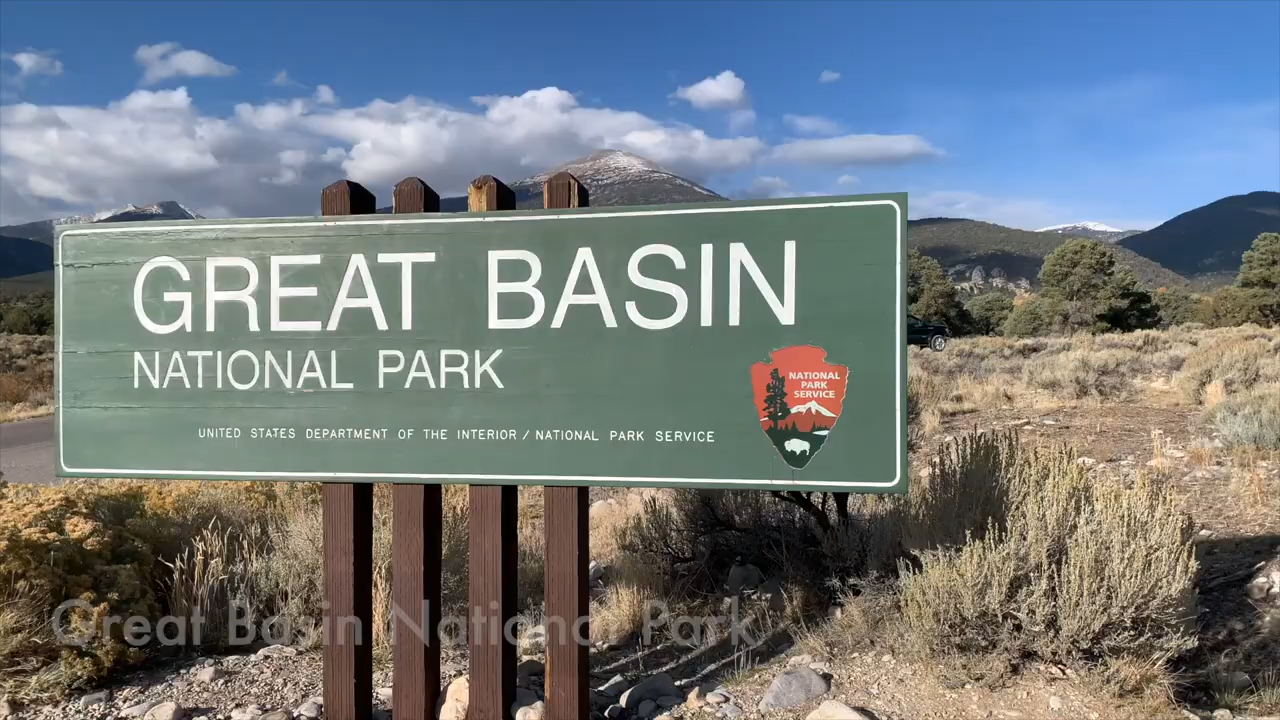 GREAT BASIN
NATIONAL PARK
NATIONAL
PARK
SERVICE
UNITED STATES DEPARTMENT OF THE INTERIOR / NATIONAL PARK SERVICE
Great Basin National Park